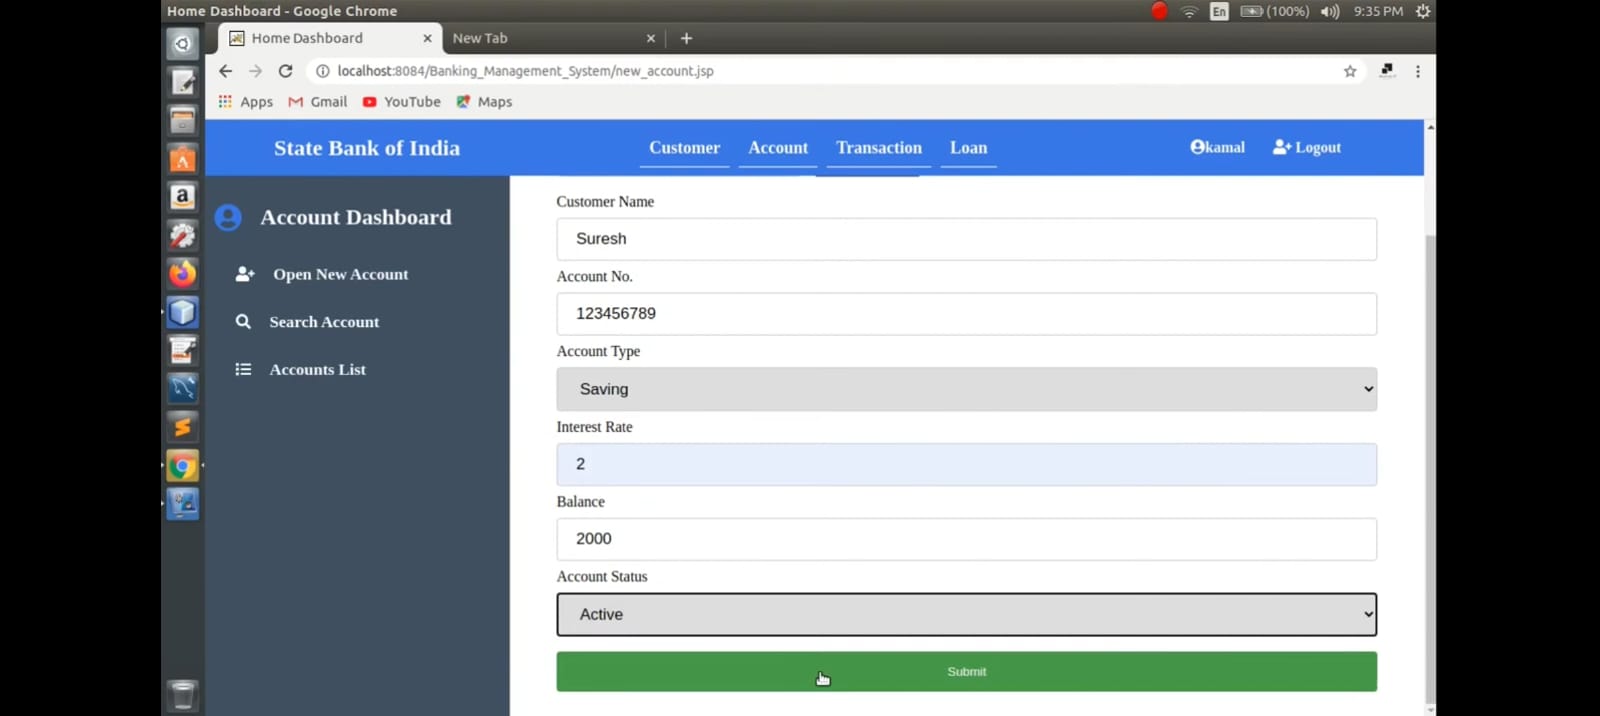 Home Dashboard - Google Chrome
En (100%) 9:35 PM
Home Dashboard × New Tab × +
localhost:8084/Banking_Management_System/new_account.jsp
Apps Gmail YouTube Maps
State Bank of India Customer Account Transaction Loan kamal Logout
Account Dashboard
Open New Account
Search Account
Accounts List
Customer Name
Suresh
Account No.
123456789
Account Type
Saving
Interest Rate
2
Balance
2000
Account Status
Active
Submit